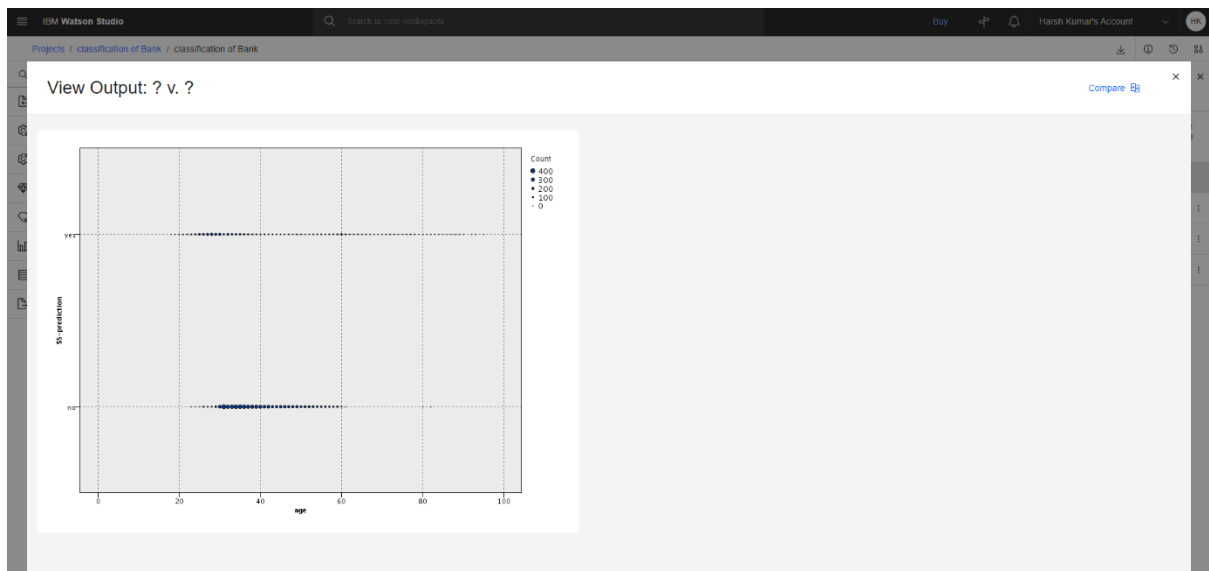 IBM Watson Studio
Search in your workspaces
Buy
Harsh Kumar's Account
HK
Projects / classification of Bank / classification of Bank
View Output: ? v. ?
Compare
Count
400
300
200
100
0
yes
$S-prediction
no
0 20 40 60 80 100
age